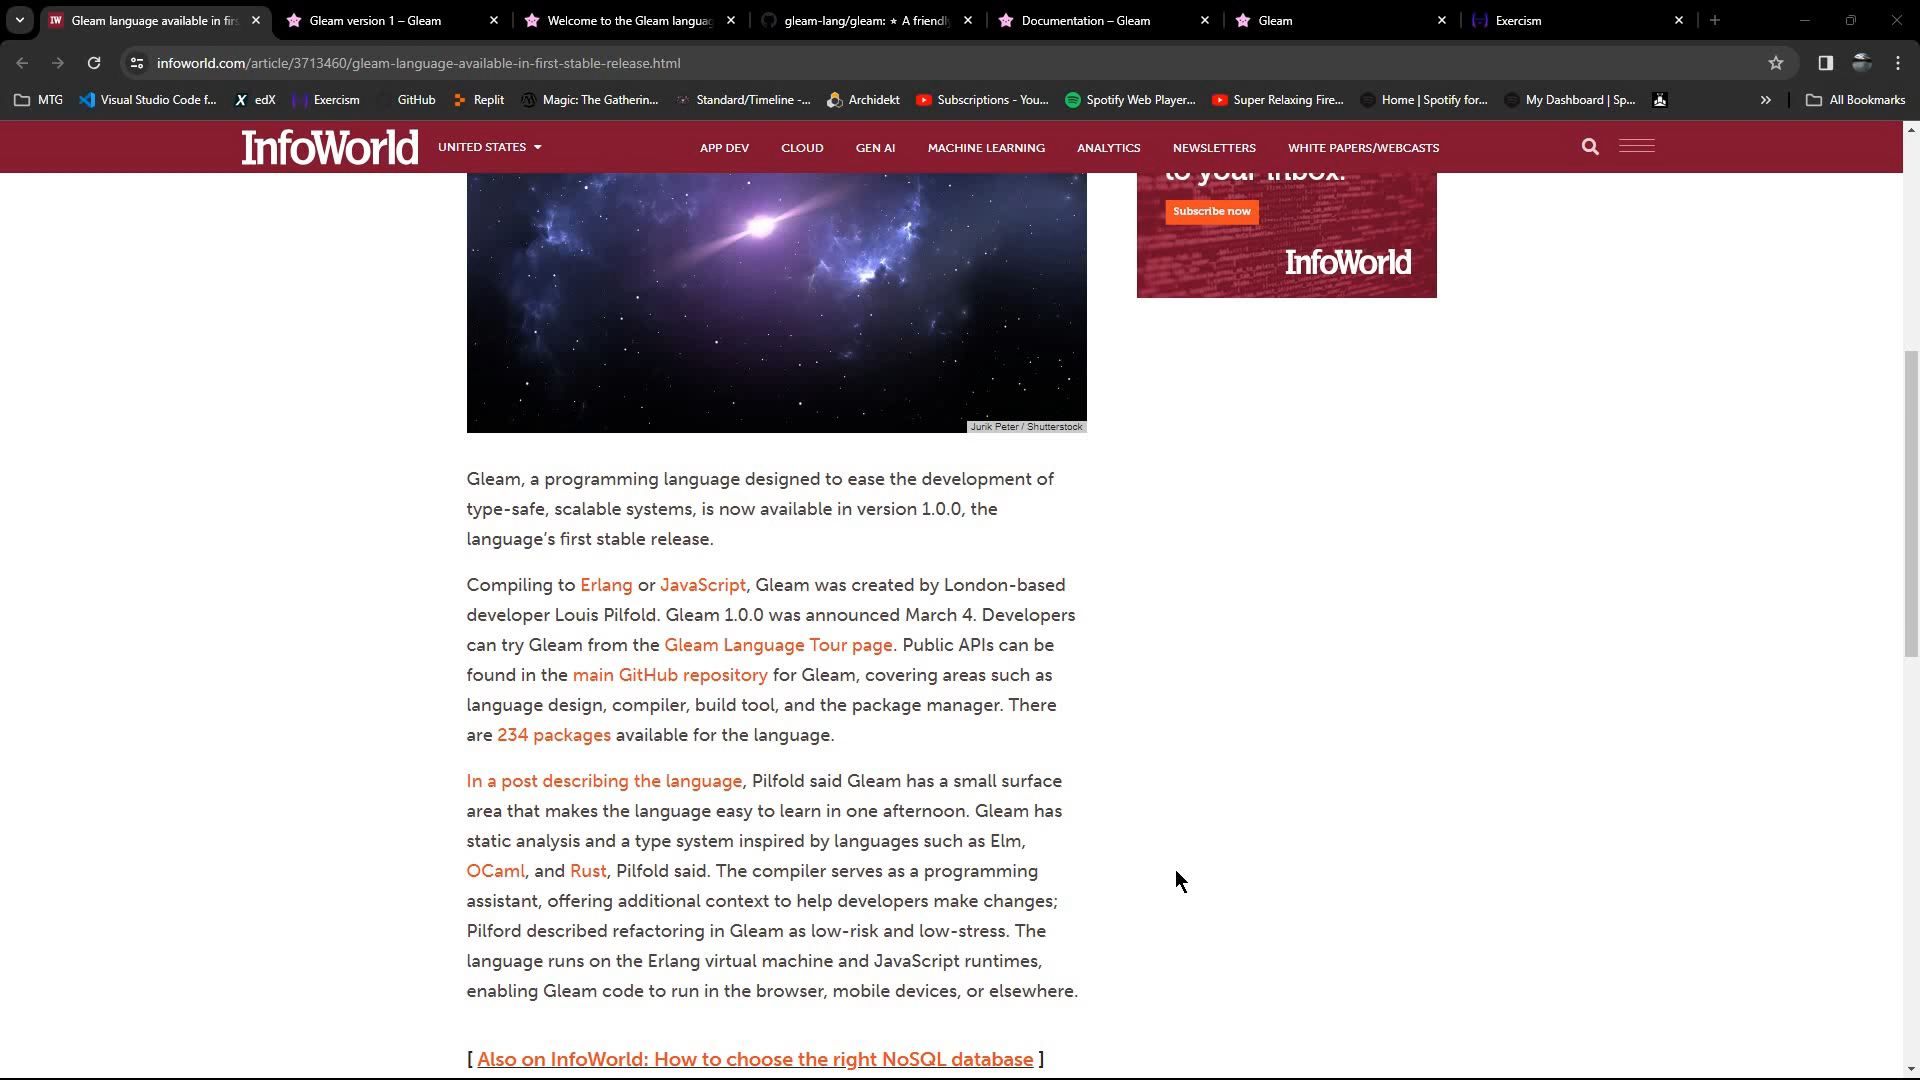 Gleam language available in firs
Gleam version 1 – Gleam
Welcome to the Gleam languag
gleam-lang/gleam: ⭐ A friendl
Documentation – Gleam
Gleam
Exercism
infoworld.com/article/3713460/gleam-language-available-in-first-stable-release.html
MTG
Visual Studio Code f...
edX
Exercism
GitHub
Replit
Magic: The Gatherin...
Standard/Timeline -...
Archidekt
Subscriptions - You...
Spotify Web Player...
Super Relaxing Fire...
Home | Spotify for...
My Dashboard | Sp...
»
All Bookmarks
InfoWorld
UNITED STATES
APP DEV
CLOUD
GEN AI
MACHINE LEARNING
ANALYTICS
NEWSLETTERS
WHITE PAPERS/WEBCASTS
to your inbox.
Subscribe now
InfoWorld
Jurik Peter / Shutterstock
Gleam, a programming language designed to ease the development of
type-safe, scalable systems, is now available in version 1.0.0, the
language’s first stable release.
Compiling to Erlang or JavaScript, Gleam was created by London-based
developer Louis Pilfold. Gleam 1.0.0 was announced March 4. Developers
can try Gleam from the Gleam Language Tour page. Public APIs can be
found in the main GitHub repository for Gleam, covering areas such as
language design, compiler, build tool, and the package manager. There
are 234 packages available for the language.
In a post describing the language, Pilfold said Gleam has a small surface
area that makes the language easy to learn in one afternoon. Gleam has
static analysis and a type system inspired by languages such as Elm,
OCaml, and Rust, Pilfold said. The compiler serves as a programming
assistant, offering additional context to help developers make changes;
Pilford described refactoring in Gleam as low-risk and low-stress. The
language runs on the Erlang virtual machine and JavaScript runtimes,
enabling Gleam code to run in the browser, mobile devices, or elsewhere.
[ Also on InfoWorld: How to choose the right NoSQL database ]